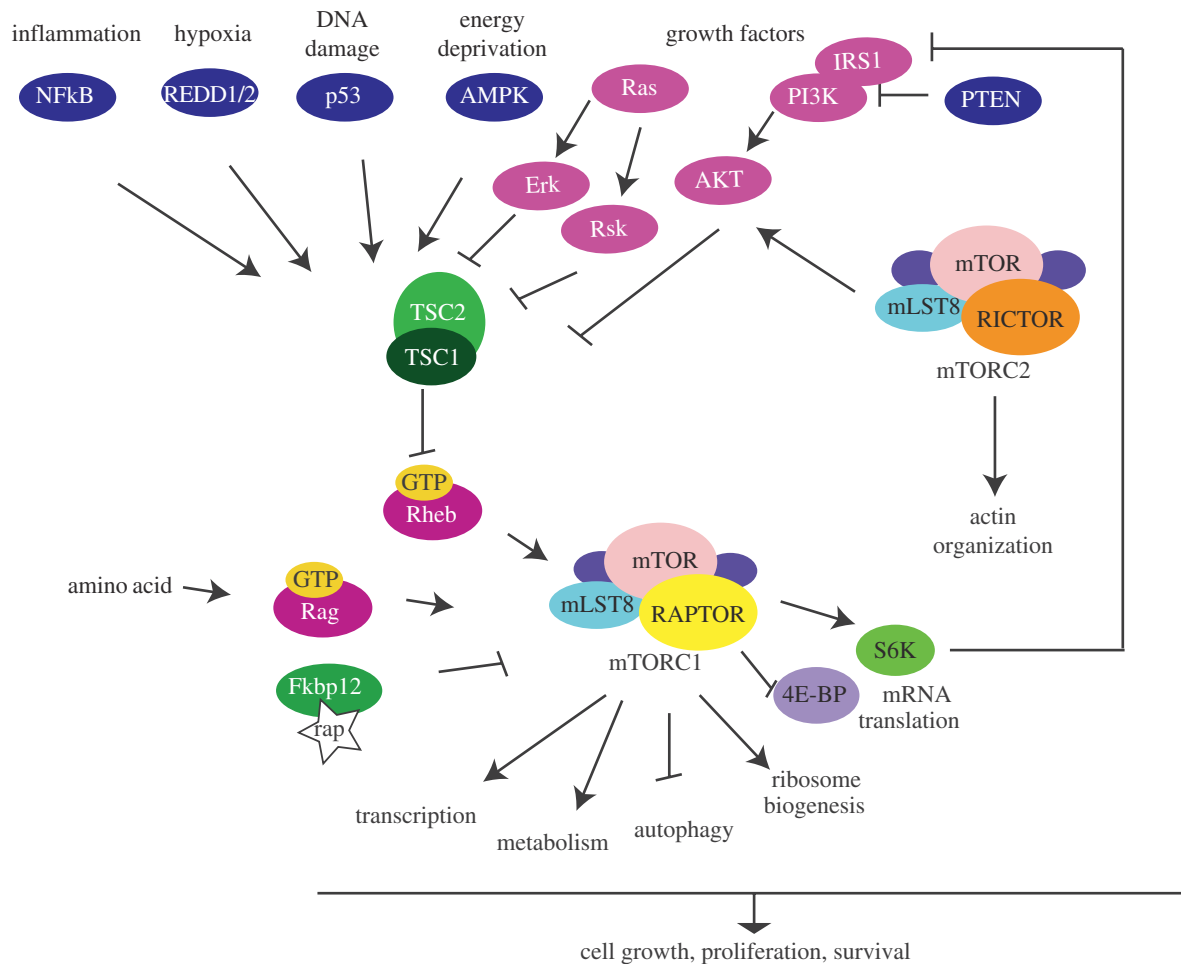 inflammation
hypoxia
DNA
damage
energy
deprivation
growth factors
NFkB
REDD1/2
p53
AMPK
Ras
IRS1
PI3K
PTEN
Erk
AKT
Rsk
TSC2
TSC1
mTOR
mLST8
RICTOR
mTORC2
actin
organization
GTP
Rheb
amino acid
GTP
Rag
mTOR
mLST8
RAPTOR
mTORC1
Fkbp12
rap
S6K
4E-BP
mRNA
translation
transcription
metabolism
autophagy
ribosome
biogenesis
cell growth, proliferation, survival